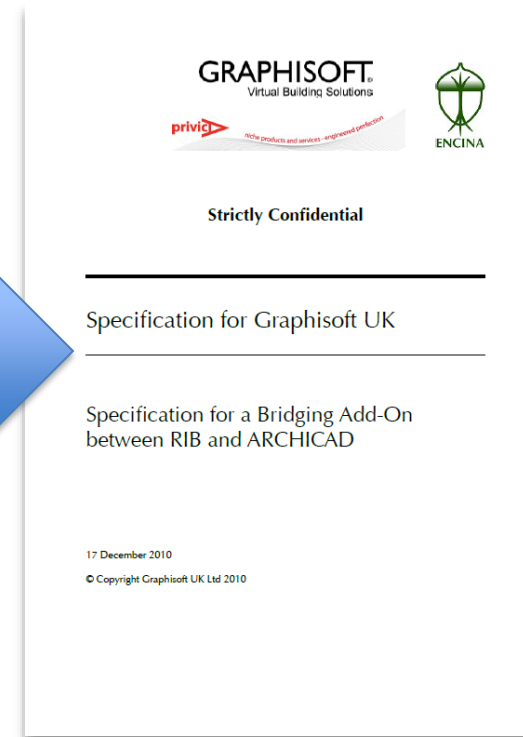 GRAPHISOFT.
Virtual Building Solutions
privica
niche products and services - engineered perfection
ENCINA
Strictly Confidential
Specification for Graphisoft UK
Specification for a Bridging Add-On
between RIB and ARCHICAD
17 December 2010
© Copyright Graphisoft UK Ltd 2010